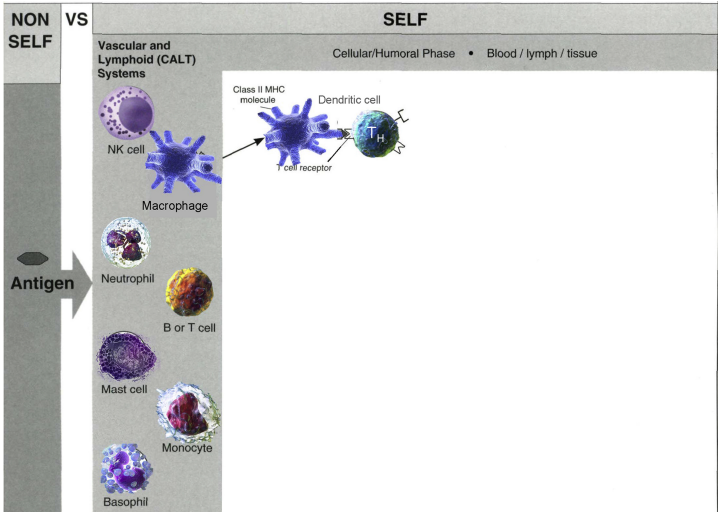 NON
SELF
VS
SELF
Vascular and
Lymphoid (CALT)
Systems
Cellular/Humoral Phase • Blood / lymph / tissue
Class II MHC
molecule
Dendritic cell
NK cell
TH
T cell receptor
Macrophage
Antigen
Neutrophil
B or T cell
Mast cell
Monocyte
Basophil